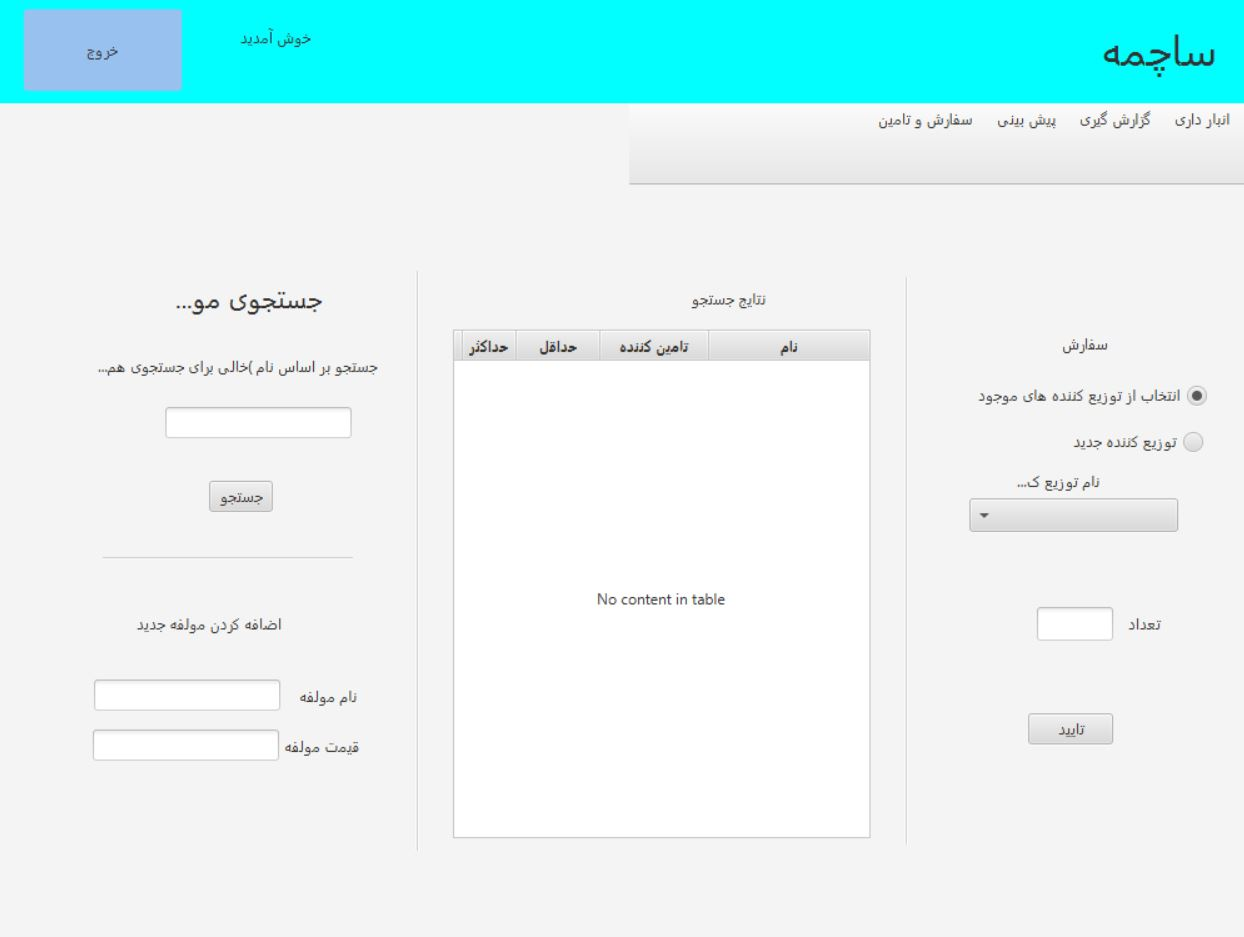 ساچمه
خوش آمدید
خروج
انبار داری گزارش گیری پیش بینی سفارش و تامین
سفارش
انتخاب از توزیع کننده های موجود
توزیع کننده جدید
نام توزیع ک...
تعداد
تایید
نتایج جستجو
نام تامین کننده حداقل حداکثر
No content in table
جستجوی مو...
جستجو بر اساس نام )خالی برای جستجوی هم...
جستجو
اضافه کردن مولفه جدید
نام مولفه
قیمت مولفه